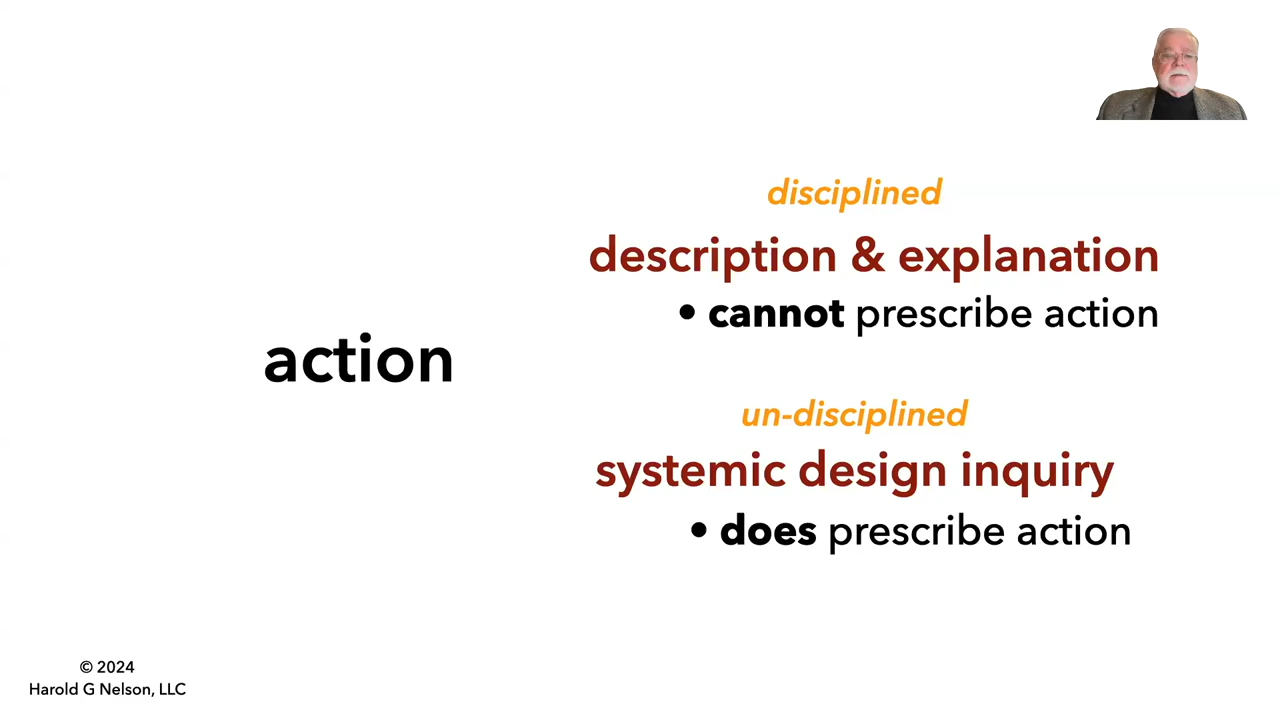 action
disciplined
description & explanation
• cannot prescribe action
un-disciplined
systemic design inquiry
• does prescribe action
© 2024
Harold G Nelson, LLC